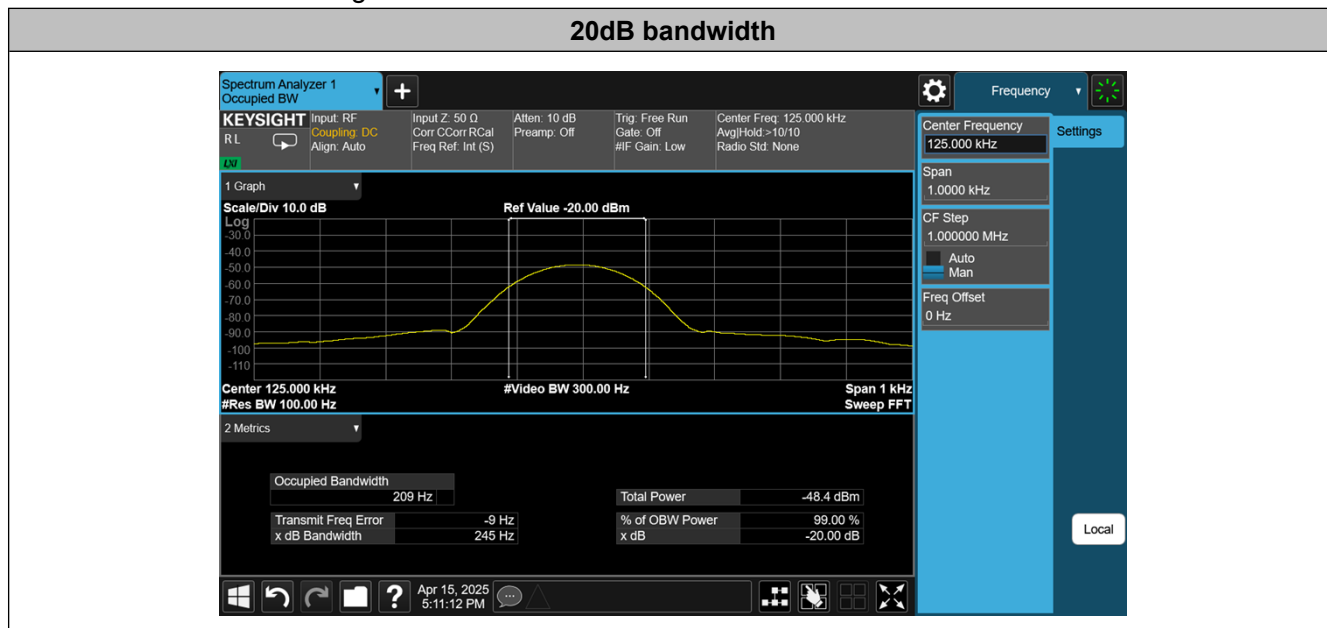 20dB bandwidth
Spectrum Analyzer 1
Occupied BW
Frequency
KEYSIGHT
R L
LXI
Input: RF
Coupling: DC
Align: Auto
Input Z: 50 Ω
Corr CCorr RCal
Freq Ref: Int (S)
Atten: 10 dB
Preamp: Off
Trig: Free Run
Gate: Off
#IF Gain: Low
Center Freq: 125.000 kHz
Avg|Hold:>10/10
Radio Std: None
Center Frequency
125.000 kHz
Settings
Span
1.0000 kHz
CF Step
1.000000 MHz
Auto
Man
Freq Offset
0 Hz
1 Graph
Scale/Div 10.0 dB
Ref Value -20.00 dBm
Log
-30.0
-40.0
-50.0
-60.0
-70.0
-80.0
-90.0
-100
-110
Center 125.000 kHz
#Video BW 300.00 Hz
Span 1 kHz
#Res BW 100.00 Hz
Sweep FFT
2 Metrics
Occupied Bandwidth
209 Hz
Total Power -48.4 dBm
Transmit Freq Error -9 Hz
% of OBW Power 99.00 %
x dB Bandwidth 245 Hz
x dB -20.00 dB
Local
?
Apr 15, 2025
5:11:12 PM